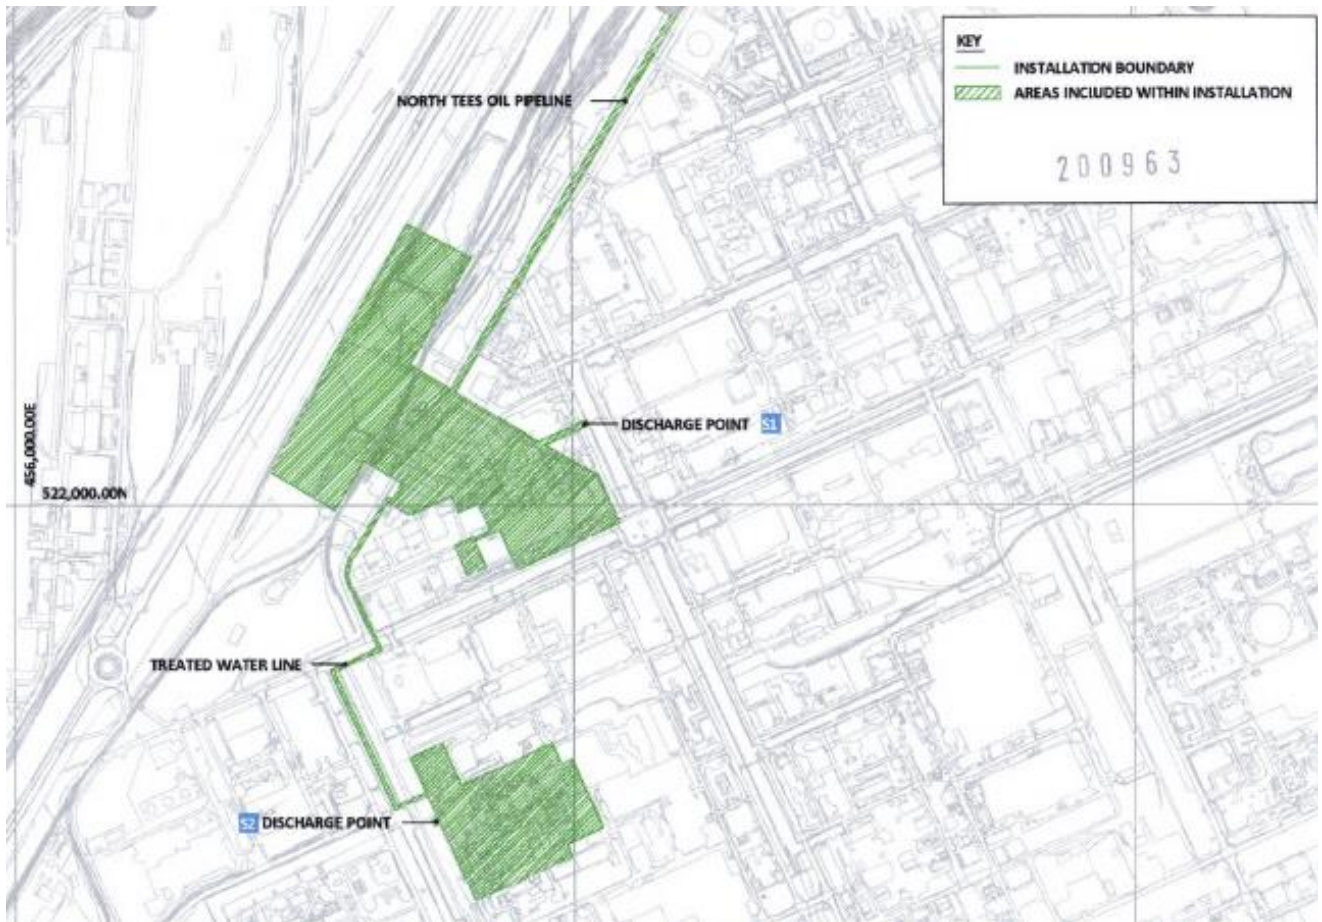 KEY
INSTALLATION BOUNDARY
AREAS INCLUDED WITHIN INSTALLATION
200963
NORTH TEES OIL PIPELINE
DISCHARGE POINT S1
456,000.00E
522,000.00N
TREATED WATER LINE
S2 DISCHARGE POINT